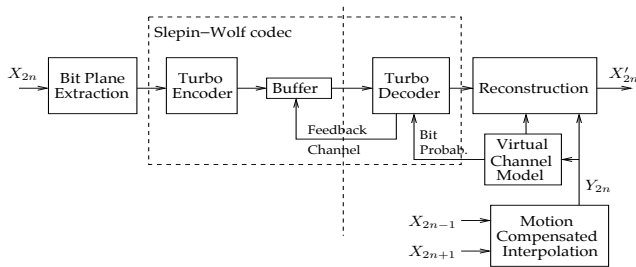 Slepin−Wolf codec
X_{2n}
Bit Plane
Extraction
Turbo
Encoder
Buffer
Turbo
Decoder
Reconstruction
X'_{2n}
Feedback
Channel
Bit
Probab.
Virtual
Channel
Model
Y_{2n}
X_{2n−1}
X_{2n+1}
Motion
Compensated
Interpolation